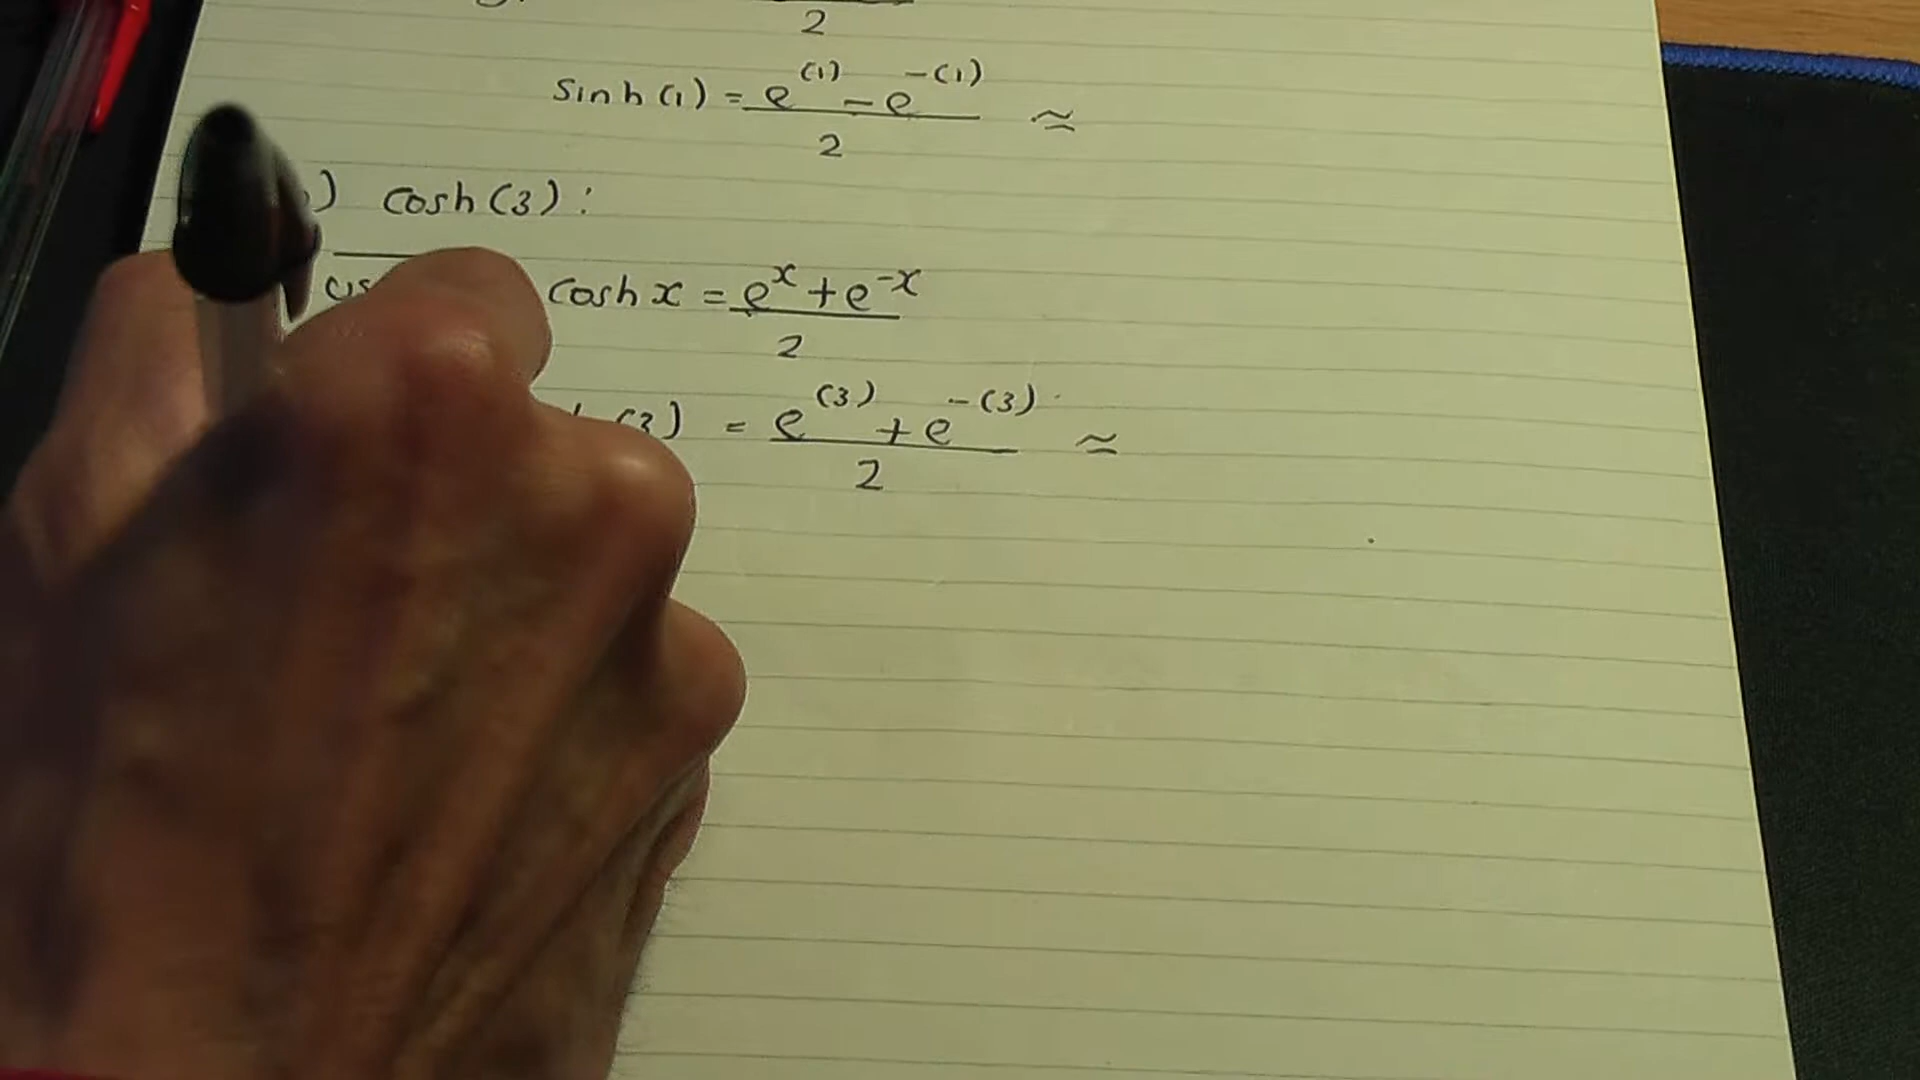 2
Sinh(1) = e^(1) - e^-(1) / 2 ≈
) Cosh(3):
Cosh x = e^x + e^-x / 2
(3) = e^(3) + e^-(3) / 2 ≈